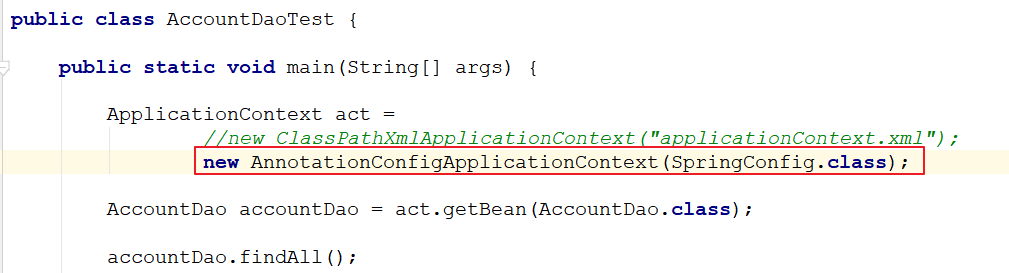 public class AccountDaoTest {
public static void main(String[] args) {
ApplicationContext act =
//new ClassPathXmlApplicationContext("applicationContext.xml");
new AnnotationConfigApplicationContext(SpringConfig.class);
AccountDao accountDao = act.getBean(AccountDao.class);
accountDao.findAll();